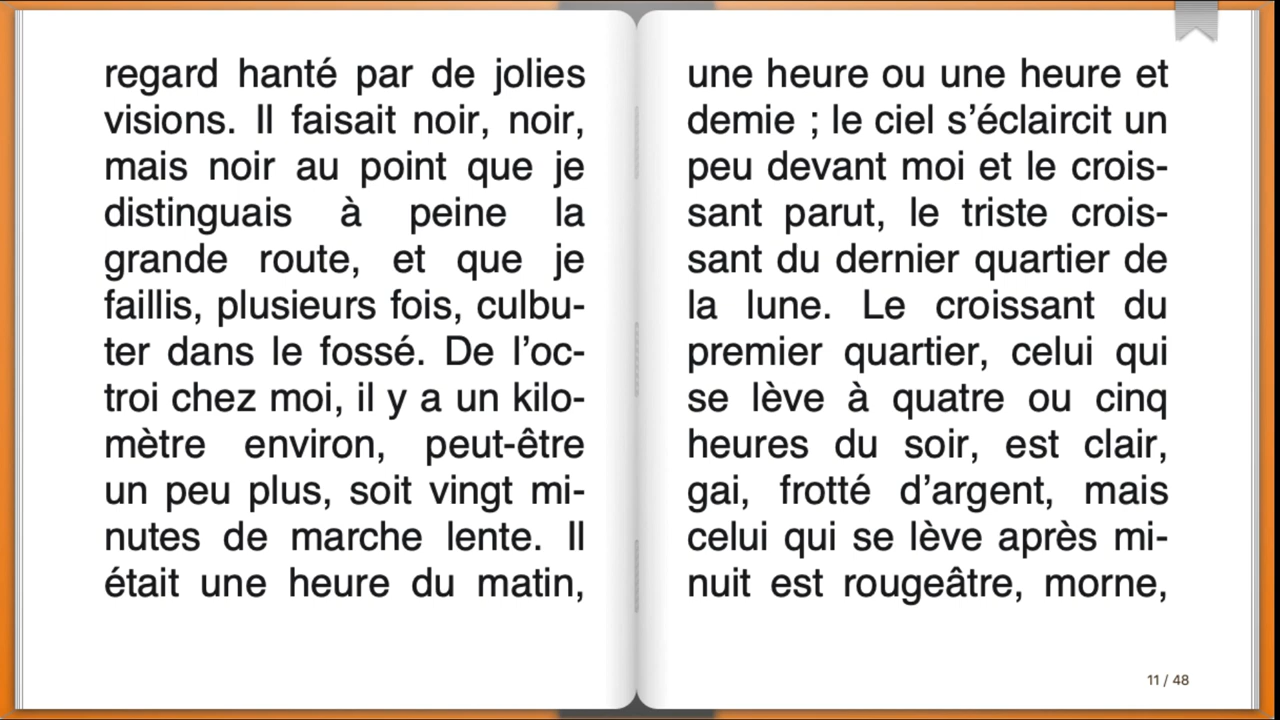 regard hanté par de jolies
visions. Il faisait noir, noir,
mais noir au point que je
distinguais à peine la
grande route, et que je
faillis, plusieurs fois, culbu-
ter dans le fossé. De l’oc-
troi chez moi, il y a un kilo-
mètre environ, peut-être
un peu plus, soit vingt mi-
nutes de marche lente. Il
était une heure du matin,
une heure ou une heure et
demie ; le ciel s’éclaircit un
peu devant moi et le crois-
sant parut, le triste crois-
sant du dernier quartier de
la lune. Le croissant du
premier quartier, celui qui
se lève à quatre ou cinq
heures du soir, est clair,
gai, frotté d’argent, mais
celui qui se lève après mi-
nuit est rougeâtre, morne,
11 / 48